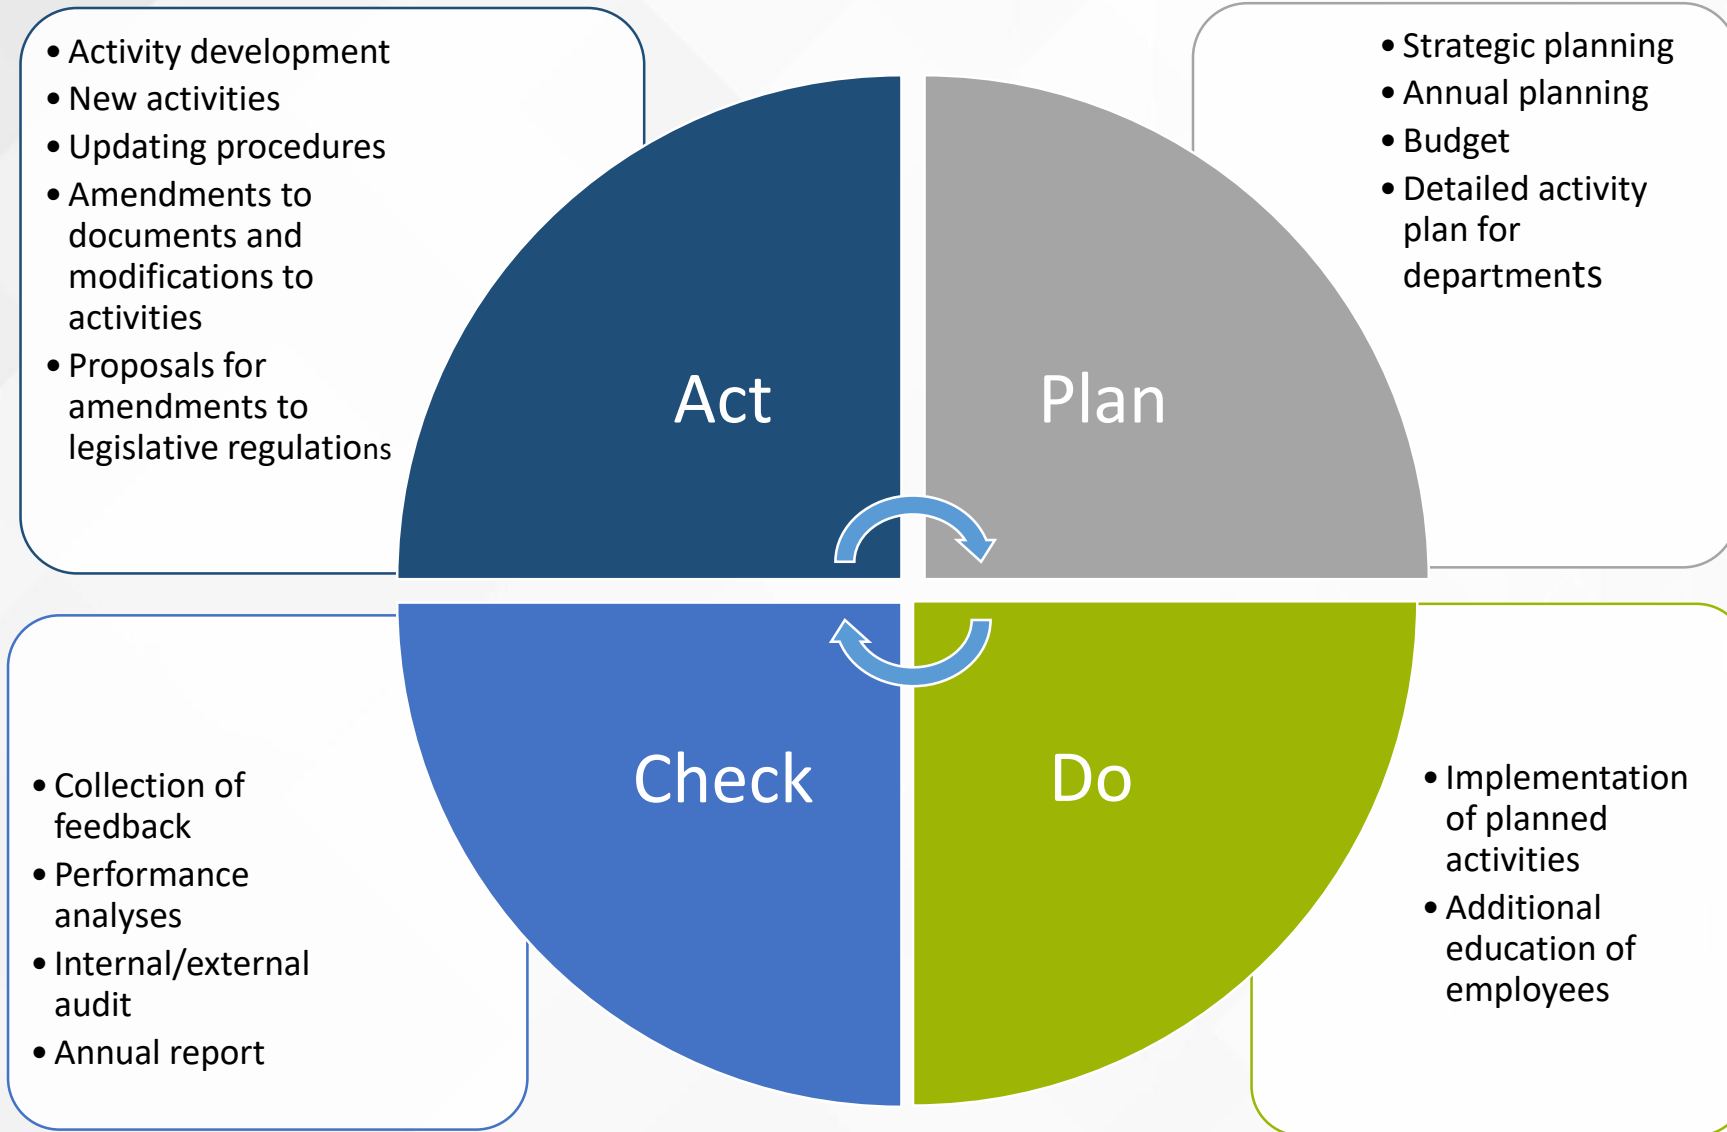 • Activity development
• New activities
• Updating procedures
• Amendments to
documents and
modifications to
activities
• Proposals for
amendments to
legislative regulations
• Strategic planning
• Annual planning
• Budget
• Detailed activity
plan for
departments
Act
Plan
Check
Do
• Collection of
feedback
• Performance
analyses
• Internal/external
audit
• Annual report
• Implementation
of planned
activities
• Additional
education of
employees